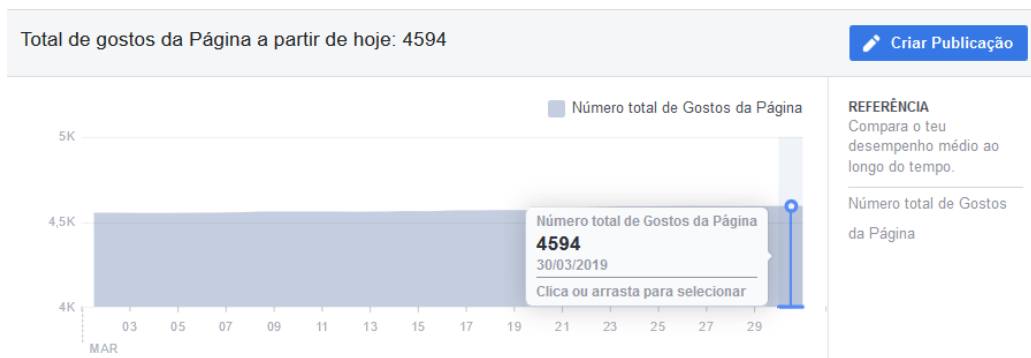 Total de gostos da Página a partir de hoje: 4594
Criar Publicação
Número total de Gostos da Página
REFERÊNCIA
Compara o teu
desempenho médio ao
longo do tempo.
Número total de Gostos
da Página
5K
4,5K
4K
Número total de Gostos da Página
4594
30/03/2019
Clica ou arrasta para selecionar
03 05 07 09 11 13 15 17 19 21 23 25 27 29
MAR